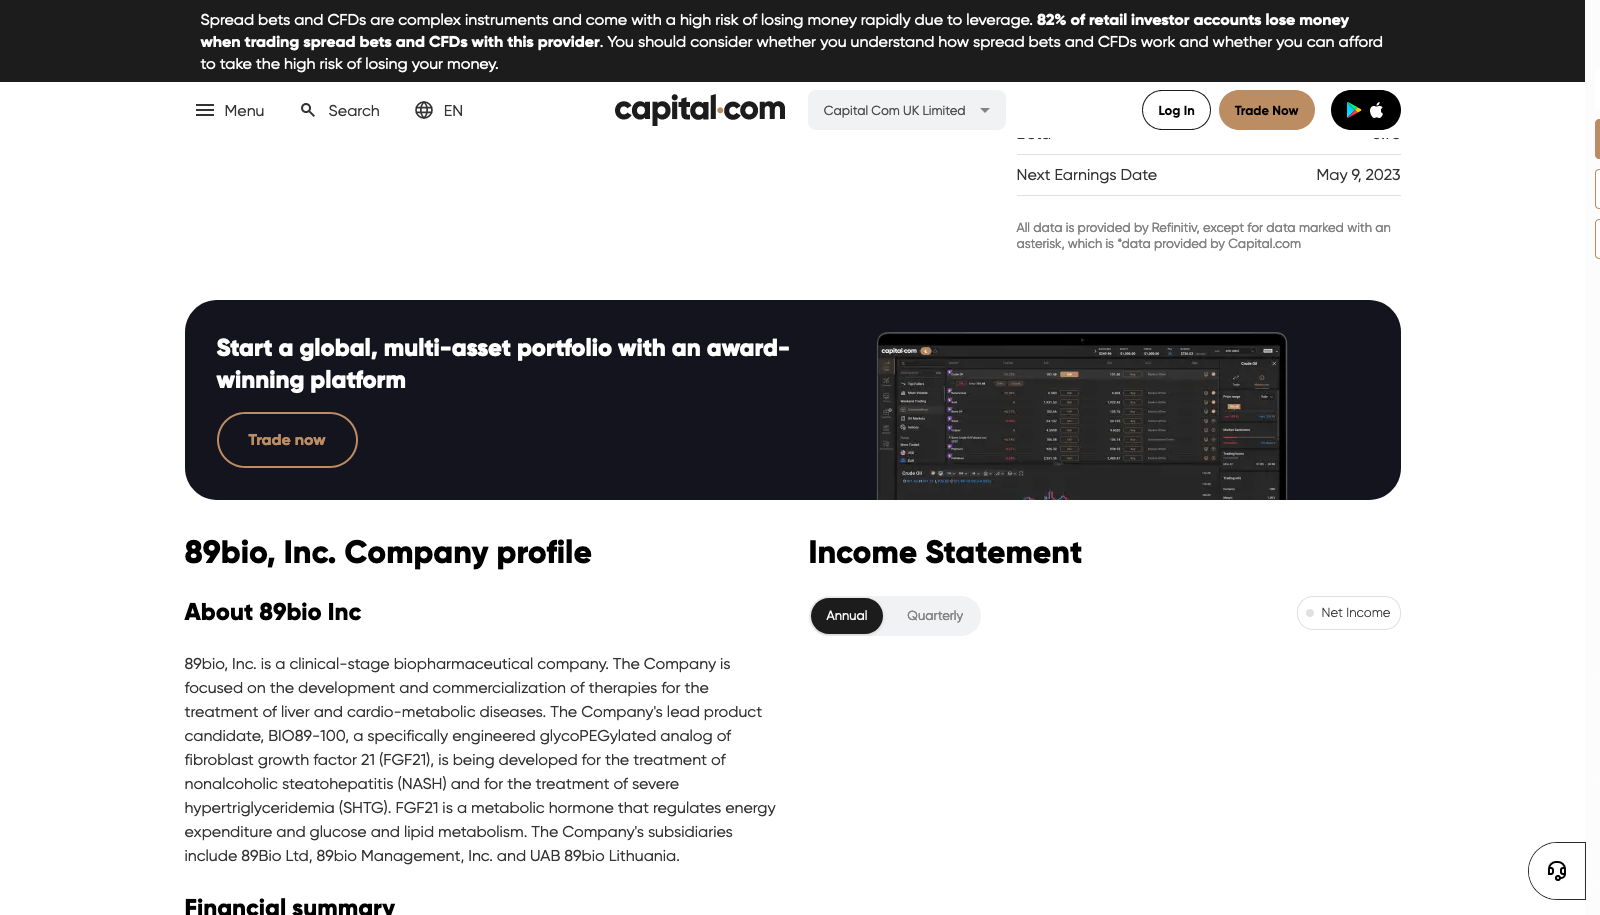 Spread bets and CFDs are complex instruments and come with a high risk of losing money rapidly due to leverage. 82% of retail investor accounts lose money
when trading spread bets and CFDs with this provider. You should consider whether you understand how spread bets and CFDs work and whether you can afford
to take the high risk of losing your money.
Menu Search EN capital.com Capital Com UK Limited Log In Trade Now
Next Earnings Date May 9, 2023
All data is provided by Refinitiv, except for data marked with an
asterisk, which is *data provided by Capital.com
Start a global, multi-asset portfolio with an award-
winning platform
Trade now
capital.com
Crude Oil
89bio, Inc. Company profile
Income Statement
About 89bio Inc
Annual Quarterly Net Income
89bio, Inc. is a clinical-stage biopharmaceutical company. The Company is
focused on the development and commercialization of therapies for the
treatment of liver and cardio-metabolic diseases. The Company's lead product
candidate, BIO89-100, a specifically engineered glycoPEGylated analog of
fibroblast growth factor 21 (FGF21), is being developed for the treatment of
nonalcoholic steatohepatitis (NASH) and for the treatment of severe
hypertriglyceridemia (SHTG). FGF21 is a metabolic hormone that regulates energy
expenditure and glucose and lipid metabolism. The Company's subsidiaries
include 89Bio Ltd, 89bio Management, Inc. and UAB 89bio Lithuania.
Financial summary